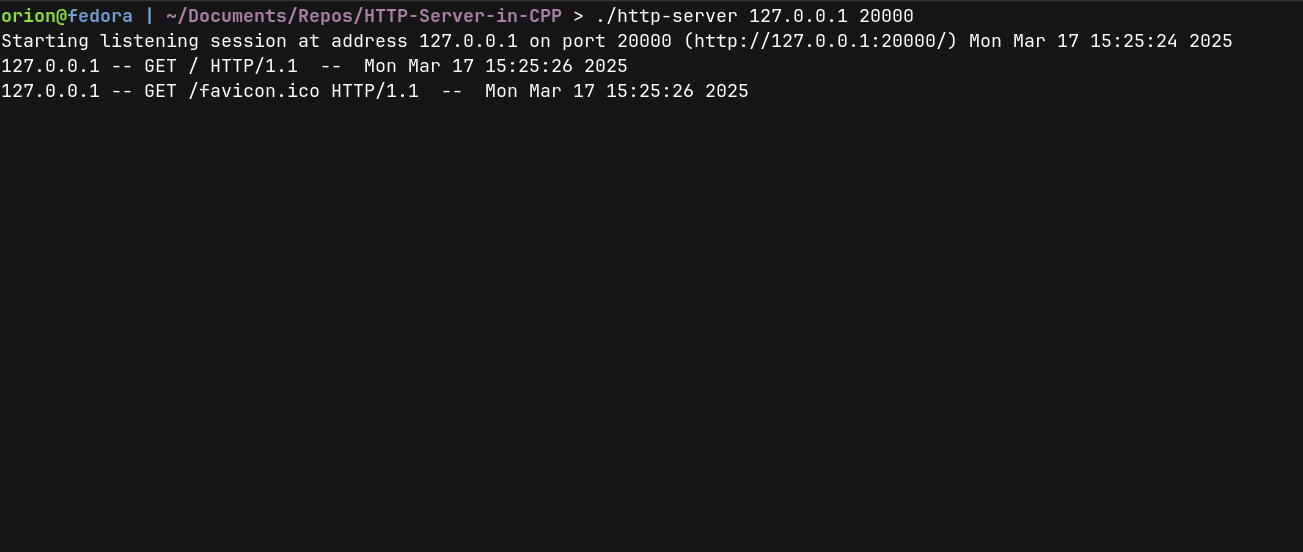 orion@fedora | ~/Documents/Repos/HTTP-Server-in-CPP > ./http-server 127.0.0.1 20000
Starting listening session at address 127.0.0.1 on port 20000 (http://127.0.0.1:20000/) Mon Mar 17 15:25:24 2025
127.0.0.1 -- GET / HTTP/1.1  --  Mon Mar 17 15:25:26 2025
127.0.0.1 -- GET /favicon.ico HTTP/1.1  --  Mon Mar 17 15:25:26 2025